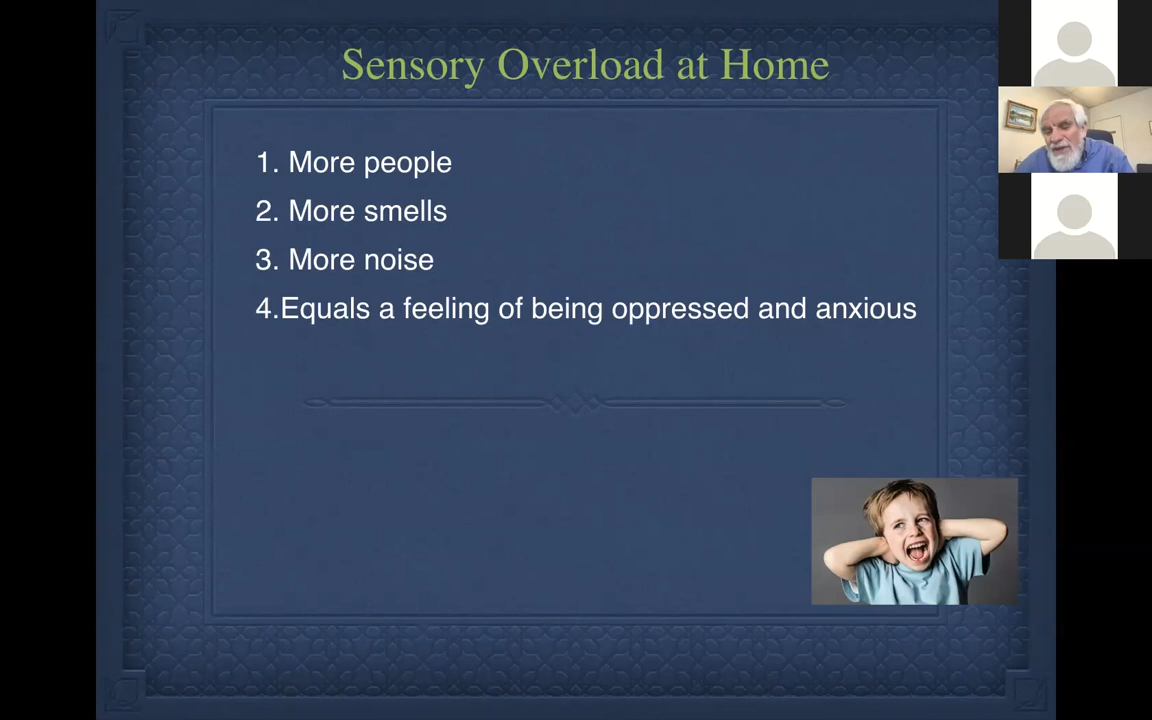 Sensory Overload at Home
1. More people
2. More smells
3. More noise
4.Equals a feeling of being oppressed and anxious